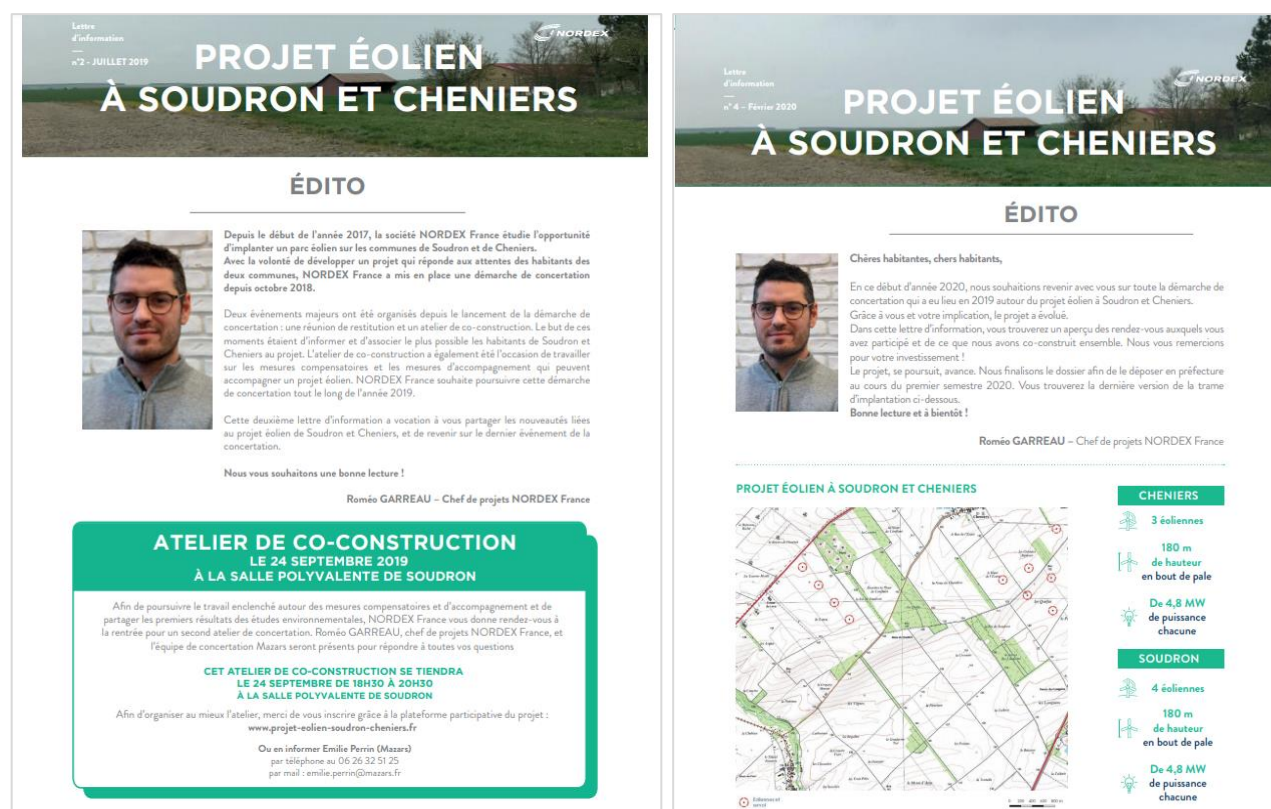 Lettre
d'information
n°2 - JUILLET 2019
NORDEX
PROJET ÉOLIEN
À SOUDRON ET CHENIERS
ÉDITO
Depuis le début de l'année 2017, la société NORDEX France étudie l'opportunité
d'implanter un parc éolien sur les communes de Soudron et de Cheniers.
Avec la volonté de développer un projet qui réponde aux attentes des habitants des
deux communes, NORDEX France a mis en place une démarche de concertation
depuis octobre 2018.
Deux évènements majeurs ont été organisés depuis le lancement de la démarche de
concertation : une réunion de restitution et un atelier de co-construction. Le but de ces
moments étaient d'informer et d'associer le plus possible les habitants de Soudron et
Cheniers au projet. L'atelier de co-construction a également été l'occasion de travailler
sur les mesures compensatoires et les mesures d'accompagnement qui peuvent
accompagner un projet éolien. NORDEX France souhaite poursuivre cette démarche
de concertation tout le long de l'année 2019.
Cette deuxième lettre d'information a vocation à vous partager les nouveautés liées
au projet éolien de Soudron et Cheniers, et de revenir sur le dernier évènement de la
concertation.
Nous vous souhaitons une bonne lecture !
Roméo GARREAU – Chef de projets NORDEX France
ATELIER DE CO-CONSTRUCTION
LE 24 SEPTEMBRE 2019
À LA SALLE POLYVALENTE DE SOUDRON
Afin de poursuivre le travail enclenché autour des mesures compensatoires et d'accompagnement et de
partager les premiers résultats des études environnementales, NORDEX France vous donne rendez-vous à
la rentrée pour un second atelier de concertation. Roméo GARREAU, chef de projets NORDEX France, et
l'équipe de concertation Mazars seront présents pour répondre à toutes vos questions
CET ATELIER DE CO-CONSTRUCTION SE TIENDRA
LE 24 SEPTEMBRE DE 18H30 À 20H30
À LA SALLE POLYVALENTE DE SOUDRON
Afin d'organiser au mieux l'atelier, merci de vous inscrire grâce à la plateforme participative du projet :
www.projet-eolien-soudron-cheniers.fr
Ou en informer Emilie Perrin (Mazars)
par téléphone au 06 26 32 51 25
par mail : emilie.perrin@mazars.fr
Lettre
d'information
n° 4 – Février 2020
NORDEX
PROJET ÉOLIEN
À SOUDRON ET CHENIERS
ÉDITO
Chères habitantes, chers habitants,
En ce début d'année 2020, nous souhaitions revenir avec vous sur toute la démarche de
concertation qui a eu lieu en 2019 autour du projet éolien à Soudron et Cheniers.
Grâce à vous et votre implication, le projet a évolué.
Dans cette lettre d'information, vous trouverez un aperçu des rendez-vous auxquels vous
avez participé et de ce que nous avons co-construit ensemble. Nous vous remercions
pour votre investissement !
Le projet, se poursuit, avance. Nous finalisons le dossier afin de le déposer en préfecture
au cours du premier semestre 2020. Vous trouverez la dernière version de la trame
d'implantation ci-dessous.
Bonne lecture et à bientôt !
Roméo GARREAU – Chef de projets NORDEX France
PROJET ÉOLIEN À SOUDRON ET CHENIERS
CHENIERS
3 éoliennes
180 m
de hauteur
en bout de pale
De 4,8 MW
de puissance
chacune
SOUDRON
4 éoliennes
180 m
de hauteur
en bout de pale
De 4,8 MW
de puissance
chacune